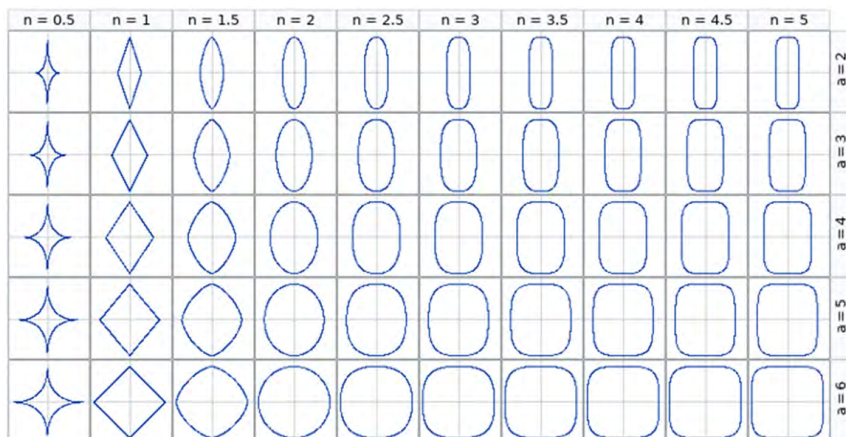 n = 0.5 n = 1 n = 1.5 n = 2 n = 2.5 n = 3 n = 3.5 n = 4 n = 4.5 n = 5
a=2
a=3
a=4
a=5
a=6